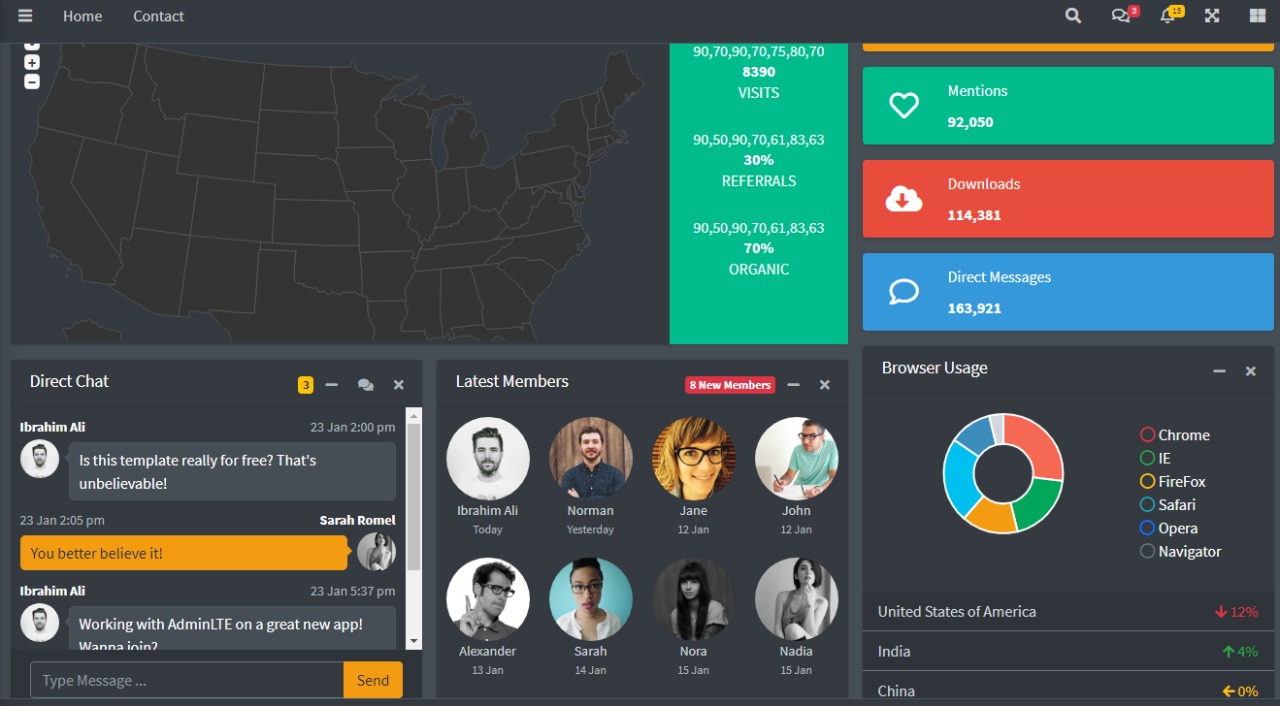 Home
Contact
3
15
+
−
90,70,90,70,75,80,70
8390
VISITS
90,50,90,70,61,83,63
30%
REFERRALS
90,50,90,70,61,83,63
70%
ORGANIC
Mentions
92,050
Downloads
114,381
Direct Messages
163,921
Direct Chat
3
Ibrahim Ali
23 Jan 2:00 pm
Is this template really for free? That's
unbelievable!
23 Jan 2:05 pm
Sarah Romel
You better believe it!
Ibrahim Ali
23 Jan 5:37 pm
Working with AdminLTE on a great new app!
Wanna join?
Type Message ...
Send
Latest Members
8 New Members
Ibrahim Ali
Today
Norman
Yesterday
Jane
12 Jan
John
12 Jan
Alexander
13 Jan
Sarah
14 Jan
Nora
15 Jan
Nadia
15 Jan
Browser Usage
Chrome
IE
FireFox
Safari
Opera
Navigator
United States of America
12%
India
4%
China
0%